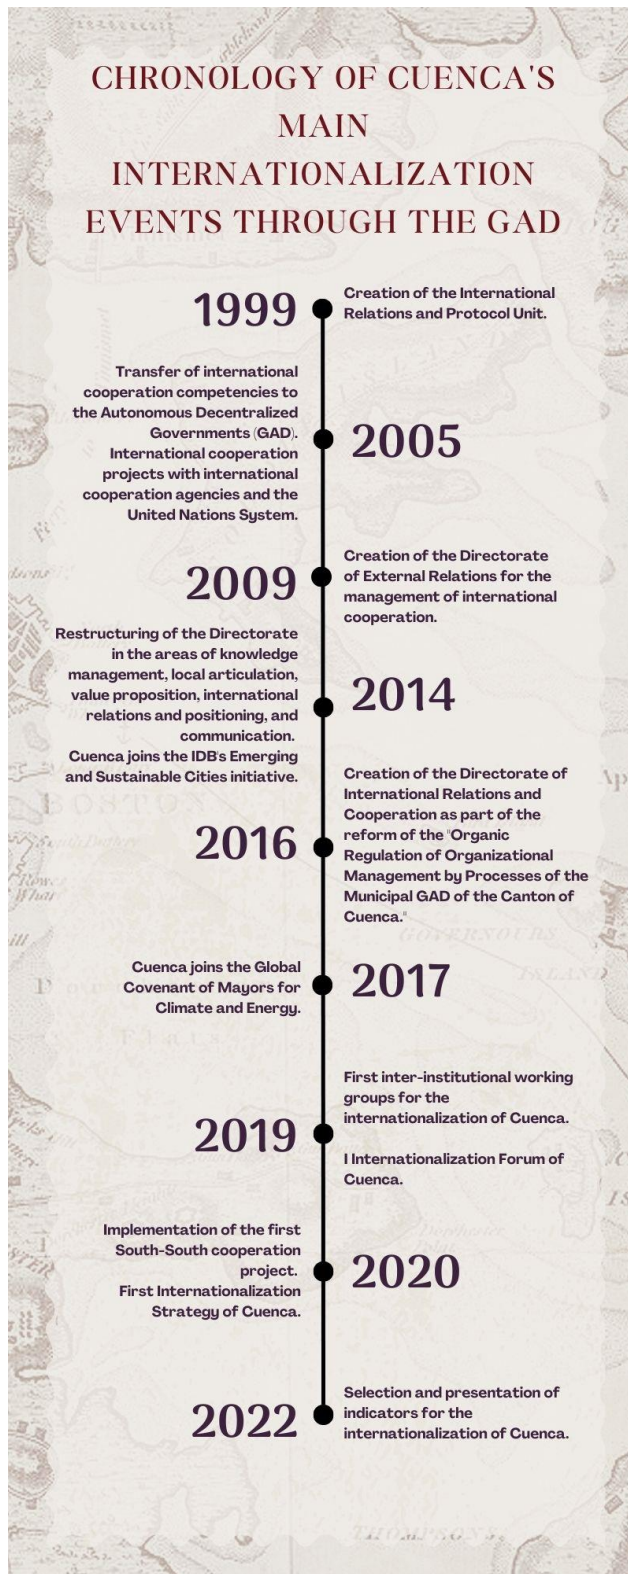 CHRONOLOGY OF CUENCA'S
MAIN
INTERNATIONALIZATION
EVENTS THROUGH THE GAD
1999
Creation of the International
Relations and Protocol Unit.
Transfer of international
cooperation competencies to
the Autonomous Decentralized
Governments (GAD).
International cooperation
projects with international
cooperation agencies and the
United Nations System.
2005
2009
Creation of the Directorate
of External Relations for the
management of international
cooperation.
Restructuring of the Directorate
in the areas of knowledge
management, local articulation,
value proposition, international
relations and positioning, and
communication.
Cuenca joins the IDB's Emerging
and Sustainable Cities initiative.
2014
2016
Creation of the Directorate of
International Relations and
Cooperation as part of the
reform of the "Organic
Regulation of Organizational
Management by Processes of the
Municipal GAD of the Canton of
Cuenca."
Cuenca joins the Global
Covenant of Mayors for
Climate and Energy.
2017
2019
First inter-institutional working
groups for the
internationalization of Cuenca.
I Internationalization Forum of
Cuenca.
Implementation of the first
South-South cooperation
project.
First Internationalization
Strategy of Cuenca.
2020
2022
Selection and presentation of
indicators for the
internationalization of Cuenca.
BOSTON
GOVERNOURS
ISLAND
THOMPSONS